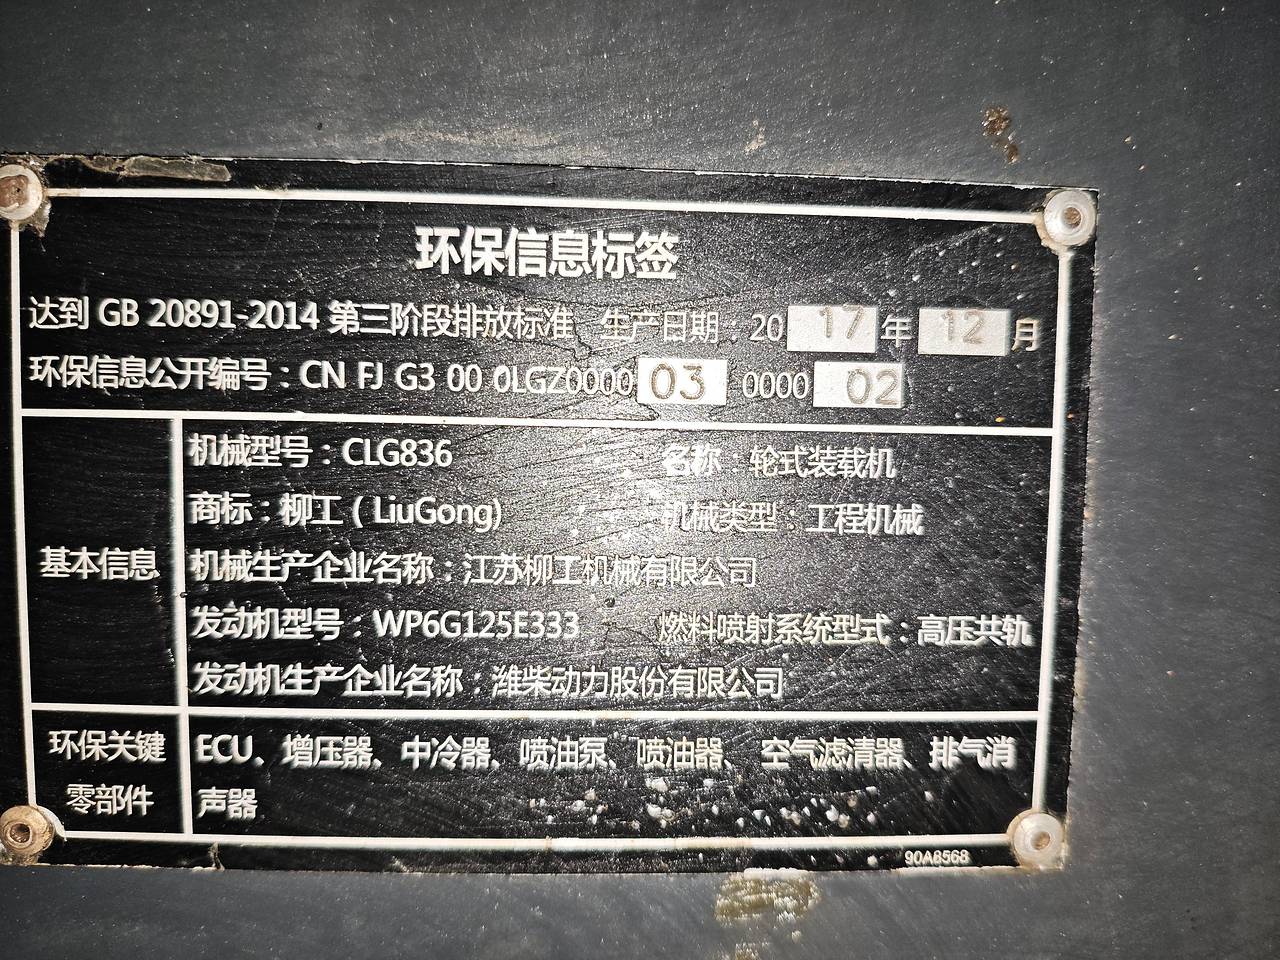 环保信息标签
达到 GB 20891-2014 第三阶段排放标准 生产日期：2017年12月
环保信息公开编号：CN FJ G3 00 0LGZ000003 000002
机械型号：CLG836 名称：轮式装载机
商标：柳工（LiuGong) 机械类型：工程机械
基本信息 机械生产企业名称：江苏柳工机械有限公司
发动机型号：WP6G125E333 燃料喷射系统型式：高压共轨
发动机生产企业名称：潍柴动力股份有限公司
环保关键 ECU、增压器、中冷器、喷油泵、喷油器、空气滤清器、排气消
零部件 声器
90A8568